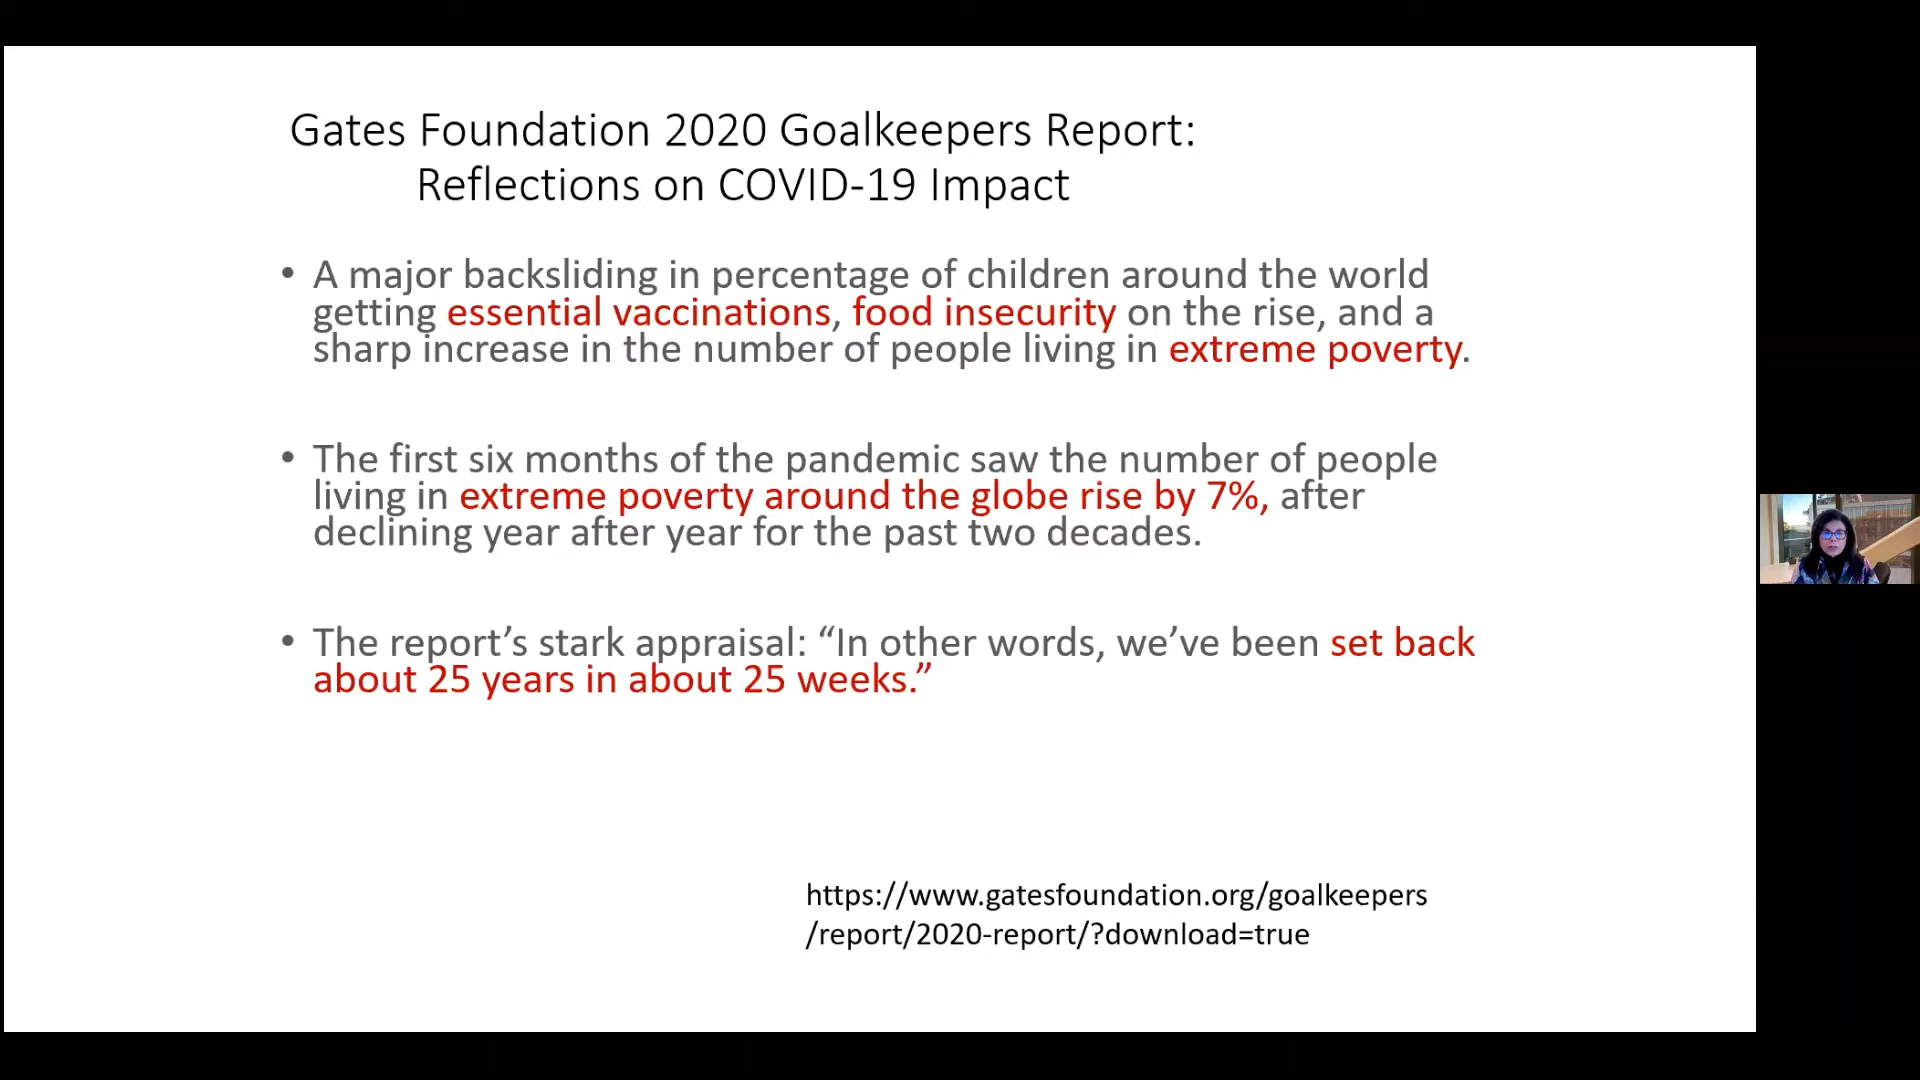 Gates Foundation 2020 Goalkeepers Report:
Reflections on COVID-19 Impact
• A major backsliding in percentage of children around the world
getting essential vaccinations, food insecurity on the rise, and a
sharp increase in the number of people living in extreme poverty.
• The first six months of the pandemic saw the number of people
living in extreme poverty around the globe rise by 7%, after
declining year after year for the past two decades.
• The report’s stark appraisal: “In other words, we’ve been set back
about 25 years in about 25 weeks.”
https://www.gatesfoundation.org/goalkeepers
/report/2020-report/?download=true